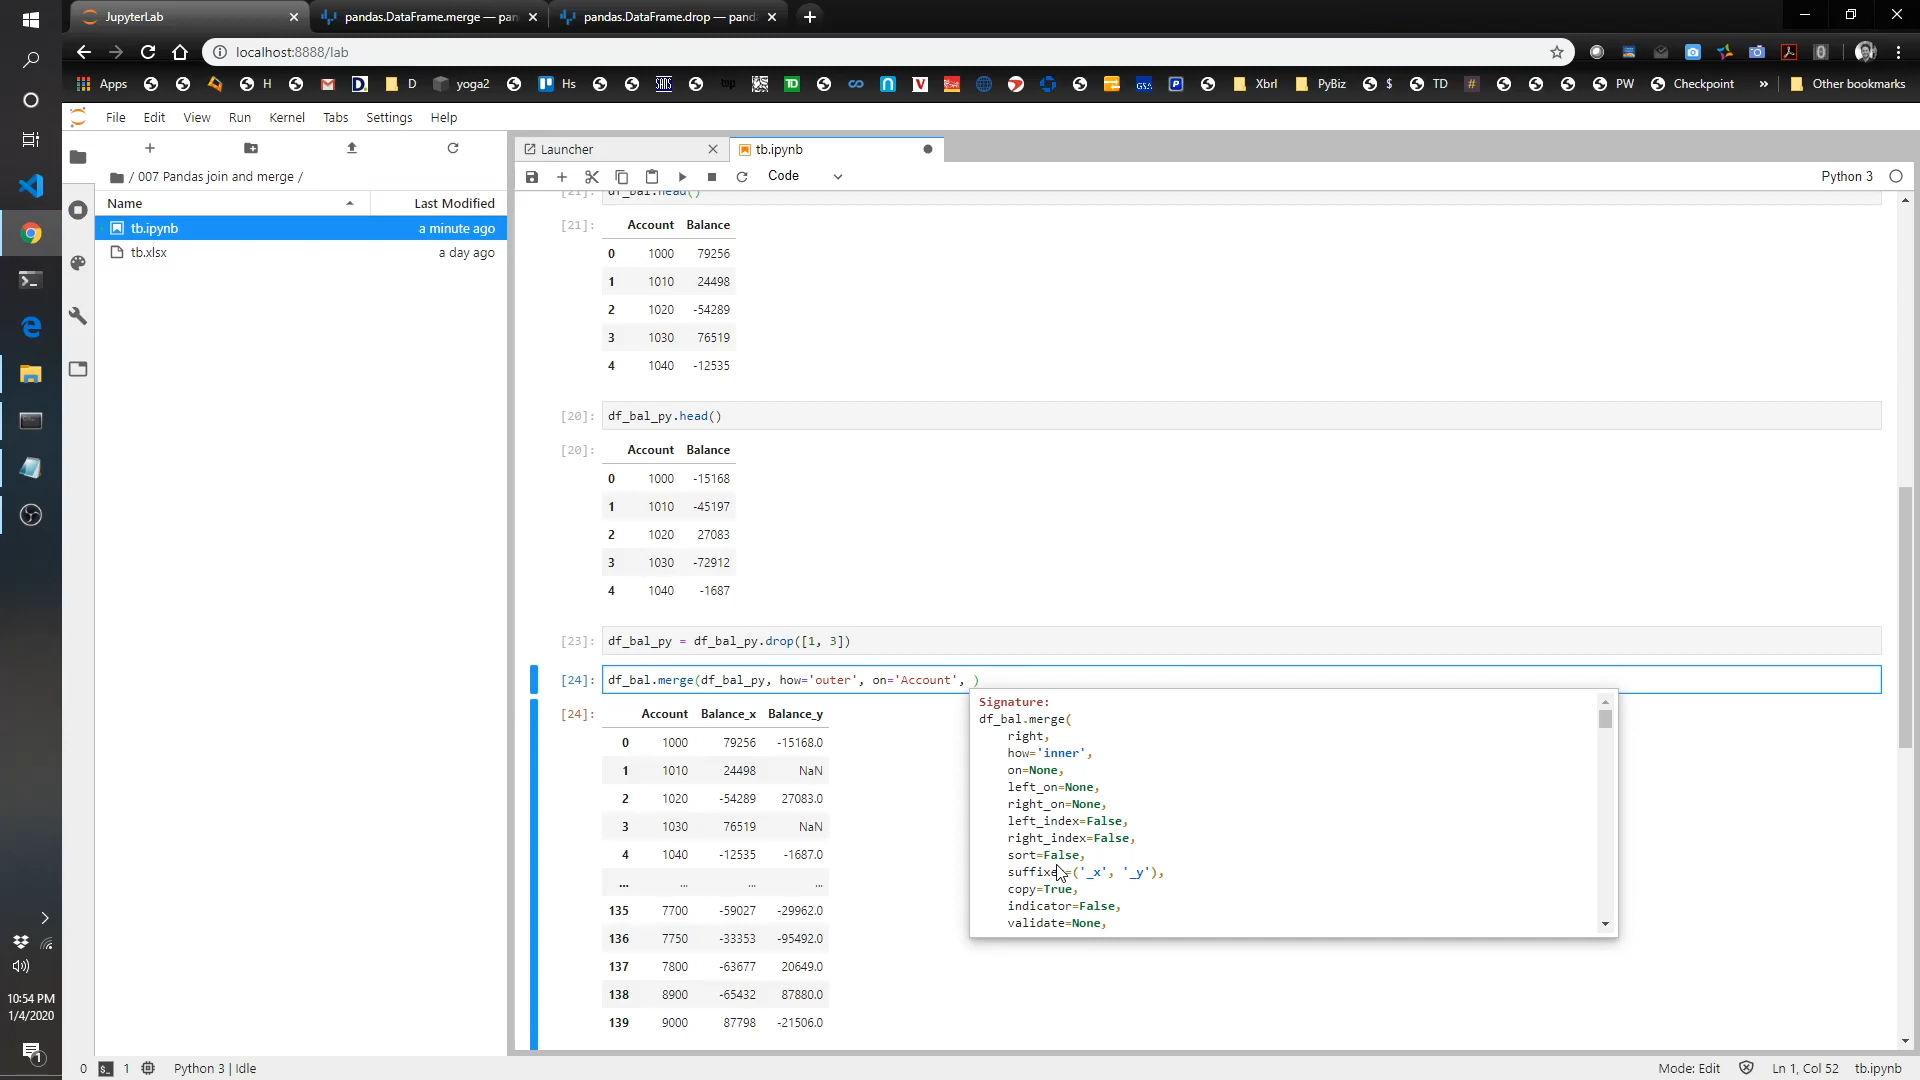 JupyterLab
pandas.DataFrame.merge — pan
pandas.DataFrame.drop — panda
localhost:8888/lab
Apps
H
D
yoga2
Hs
TD
Xbrl
PyBiz
$
TD
#
PW
Checkpoint
»
Other bookmarks
File Edit View Run Kernel Tabs Settings Help
/ 007 Pandas join and merge /
Name Last Modified
tb.ipynb a minute ago
tb.xlsx a day ago
Launcher
tb.ipynb
Code
Python 3
[21]: df_bal.head()
[21]: Account Balance
0 1000 79256
1 1010 24498
2 1020 -54289
3 1030 76519
4 1040 -12535
[20]: df_bal_py.head()
[20]: Account Balance
0 1000 -15168
1 1010 -45197
2 1020 27083
3 1030 -72912
4 1040 -1687
[23]: df_bal_py = df_bal_py.drop([1, 3])
[24]: df_bal.merge(df_bal_py, how='outer', on='Account', )
[24]: Account Balance_x Balance_y
0 1000 79256 -15168.0
1 1010 24498 NaN
2 1020 -54289 27083.0
3 1030 76519 NaN
4 1040 -12535 -1687.0
... ... ... ...
135 7700 -59027 -29962.0
136 7750 -33353 -95492.0
137 7800 -63677 20649.0
138 8900 -65432 87880.0
139 9000 87798 -21506.0
Signature:
df_bal.merge(
right,
how='inner',
on=None,
left_on=None,
right_on=None,
left_index=False,
right_index=False,
sort=False,
suffixes=('_x', '_y'),
copy=True,
indicator=False,
validate=None,
10:54 PM
1/4/2020
1
0
1
Python 3 | Idle
Mode: Edit
Ln 1, Col 52
tb.ipynb